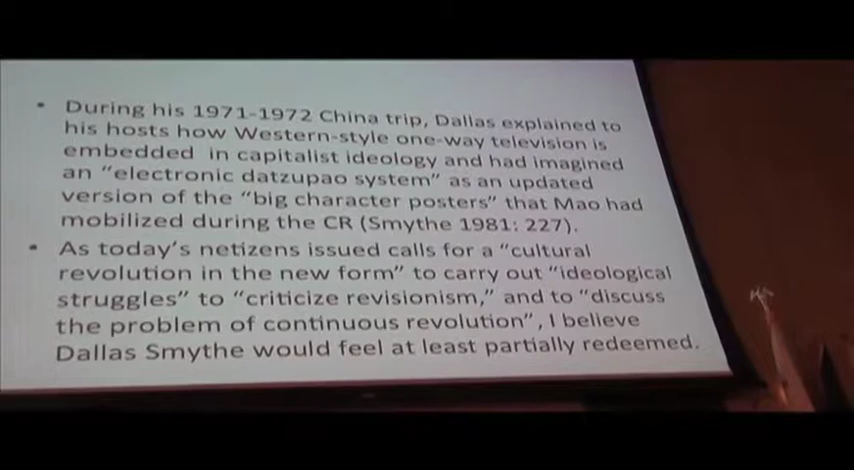 • During his 1971-1972 China trip, Dallas explained to
his hosts how Western-style one-way television is
embedded in capitalist ideology and had imagined
an “electronic datzupao system” as an updated
version of the “big character posters” that Mao had
mobilized during the CR (Smythe 1981: 227).
• As today’s netizens issued calls for a “cultural
revolution in the new form” to carry out “ideological
struggles” to “criticize revisionism,” and to “discuss
the problem of continuous revolution”, I believe
Dallas Smythe would feel at least partially redeemed.